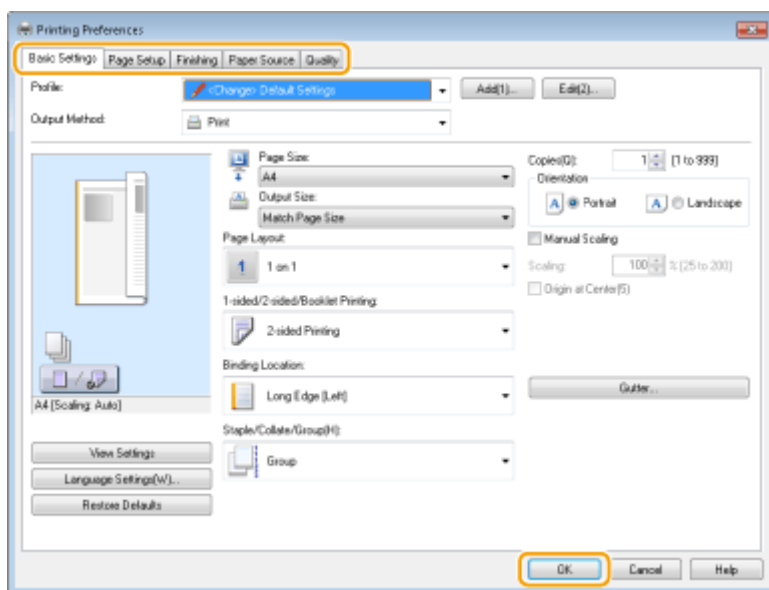 Printing Preferences
Basic Settings Page Setup Finishing Paper Source Quality
Profile: <Change> Default Settings Add(1)... Edit(2)...
Output Method: Print
Page Size:
A4
Output Size:
Match Page Size
Page Layout:
1 1 on 1
1-sided/2-sided/Booklet Printing:
2-sided Printing
Binding Location:
Long Edge [Left]
Staple/Collate/Group(H):
Group
Copies(Q): 1 [1 to 999]
Orientation
A Portrait A Landscape
Manual Scaling
Scaling: 100 % [25 to 200]
Origin at Center(5)
Gutter...
A4 [Scaling: Auto]
View Settings
Language Settings(W)...
Restore Defaults
OK Cancel Help